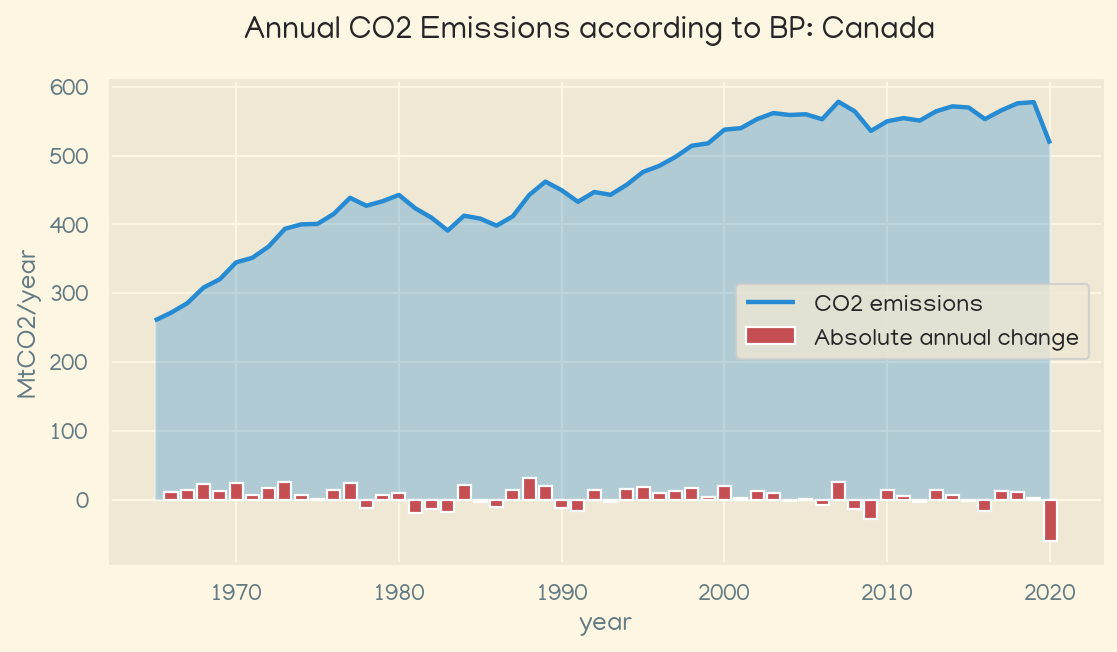 Annual CO2 Emissions according to BP: Canada
600
500
400
300
200
100
0
MtCO2/year
CO2 emissions
Absolute annual change
1970 1980 1990 2000 2010 2020
year